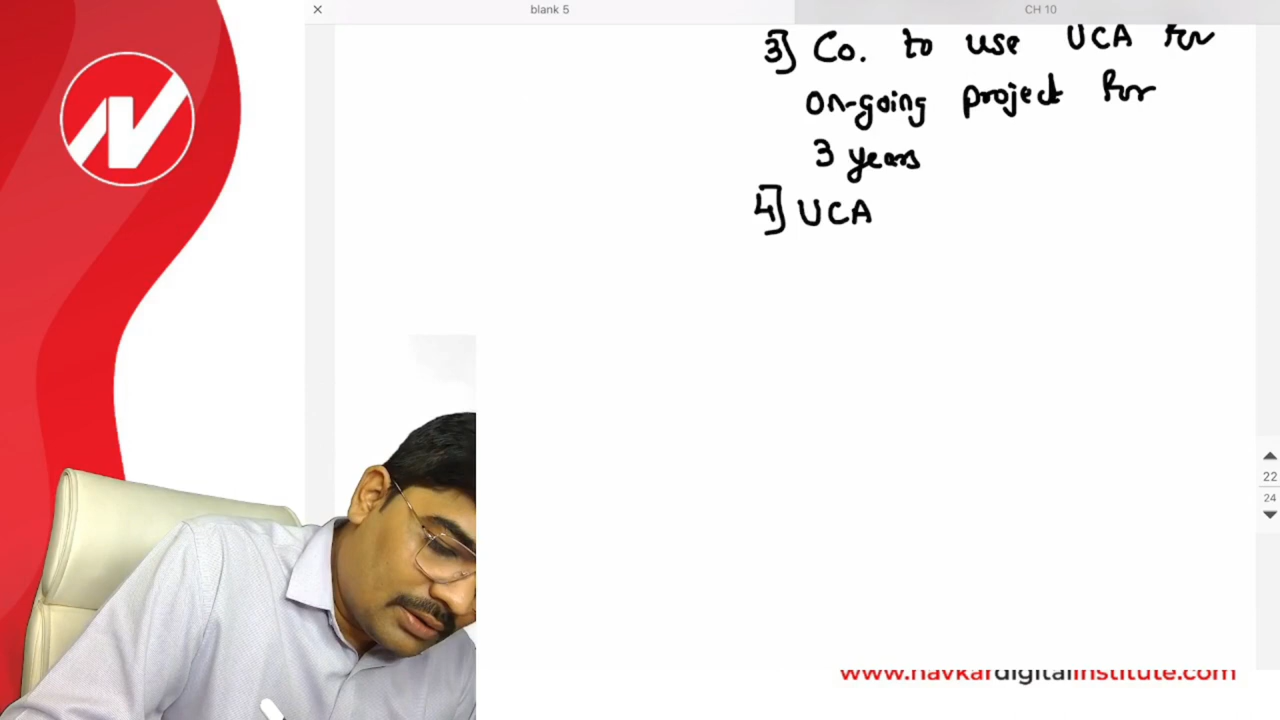 × blank 5 CH 10
3] Co. to use UCA for
on-going project for
3 years
4] UCA
22
24
www.navkardigitalinstitute.com